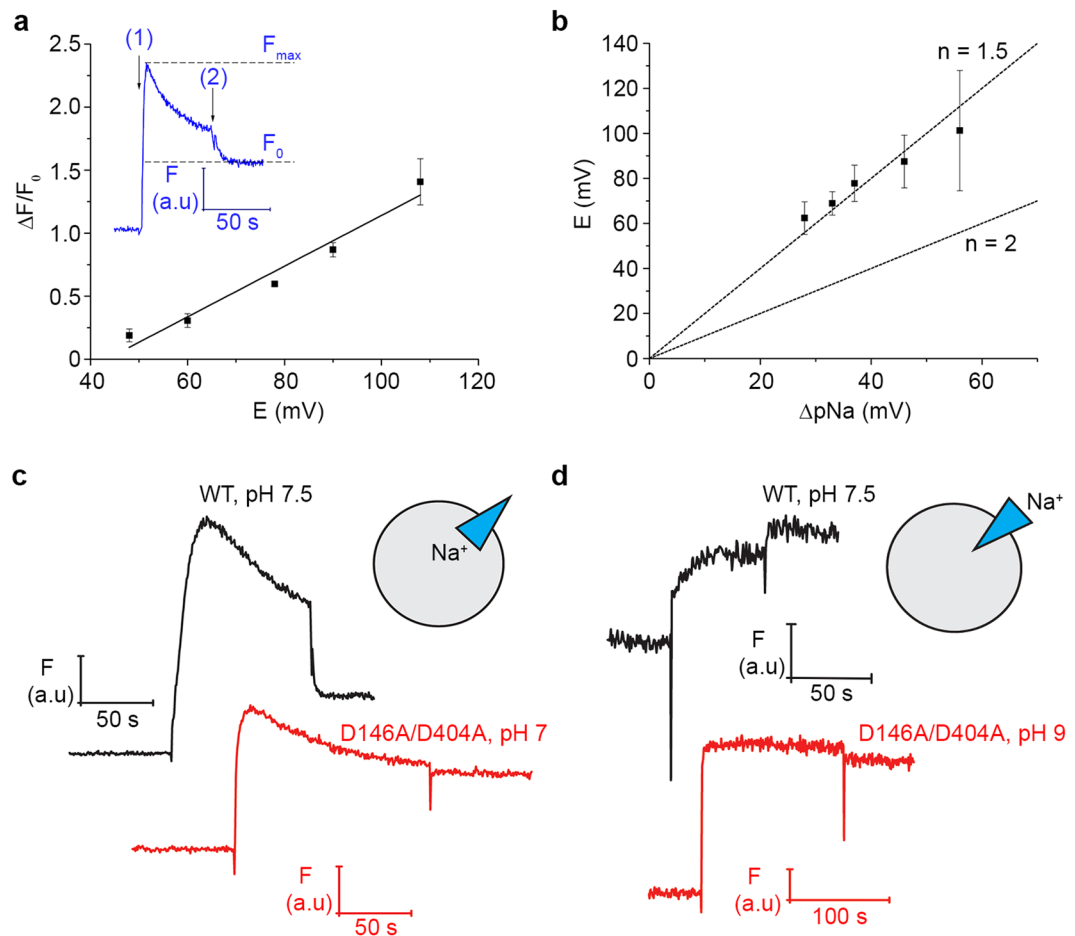 a
2.5
2.0
1.5
1.0
0.5
0
40
60
80
100
120
ΔF/F0
E (mV)
(1)
(2)
Fmax
F0
F
(a.u)
50 s
b
140
120
100
80
60
40
20
0
0
20
40
60
E (mV)
ΔpNa (mV)
n = 1.5
n = 2
c
WT, pH 7.5
Na+
F
(a.u)
50 s
D146A/D404A, pH 7
F
(a.u)
50 s
d
WT, pH 7.5
Na+
F
(a.u)
50 s
D146A/D404A, pH 9
F
(a.u)
100 s